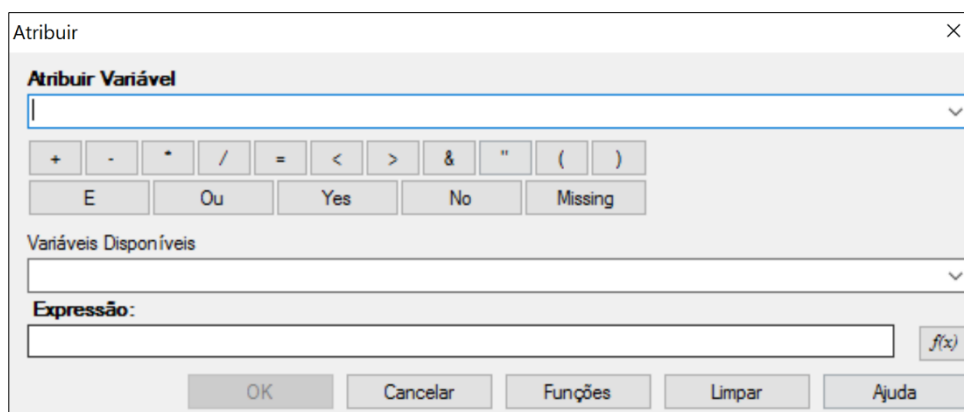 Atribuir
Atribuir Variável
+ - * / = < > & " ( )
E Ou Yes No Missing
Variáveis Disponíveis
Expressão:
f(x)
OK Cancelar Funções Limpar Ajuda